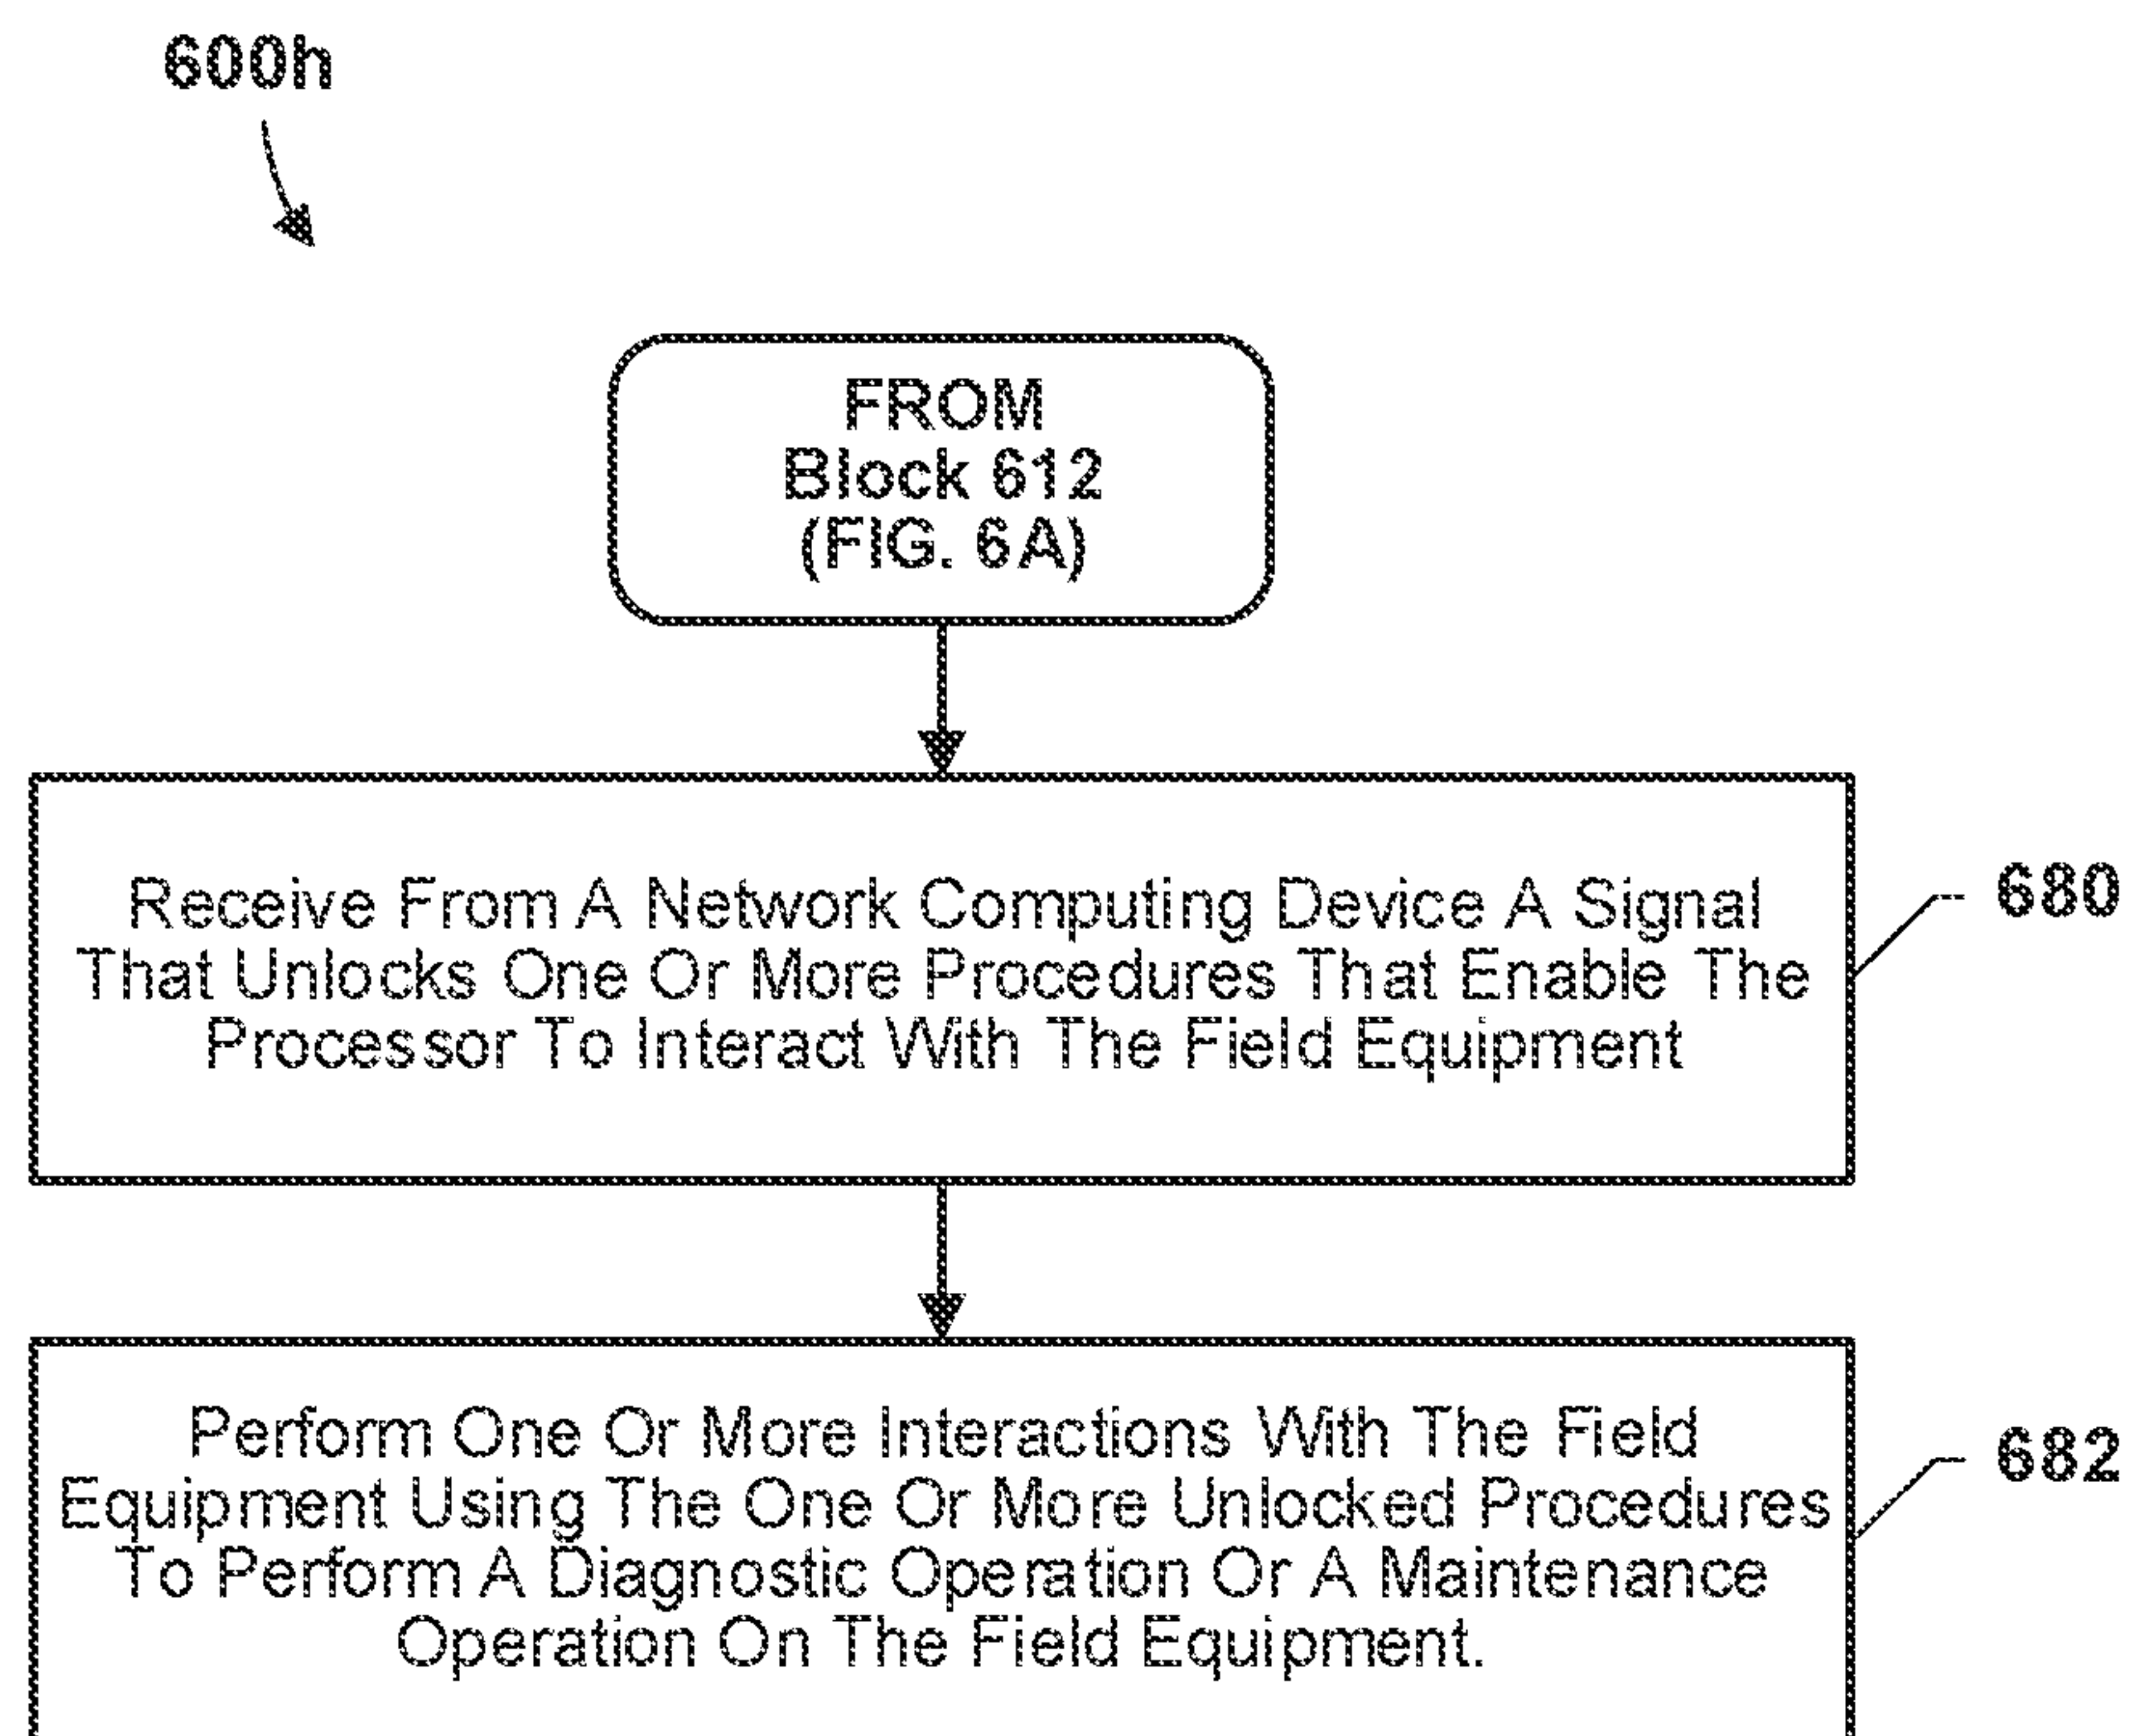 600h
FROM
Block 612
(FIG. 6A)
Receive From A Network Computing Device A Signal
That Unlocks One Or More Procedures That Enable The
Processor To Interact With The Field Equipment
680
Perform One Or More Interactions With The Field
Equipment Using The One Or More Unlocked Procedures
To Perform A Diagnostic Operation Or A Maintenance
Operation On The Field Equipment.
682